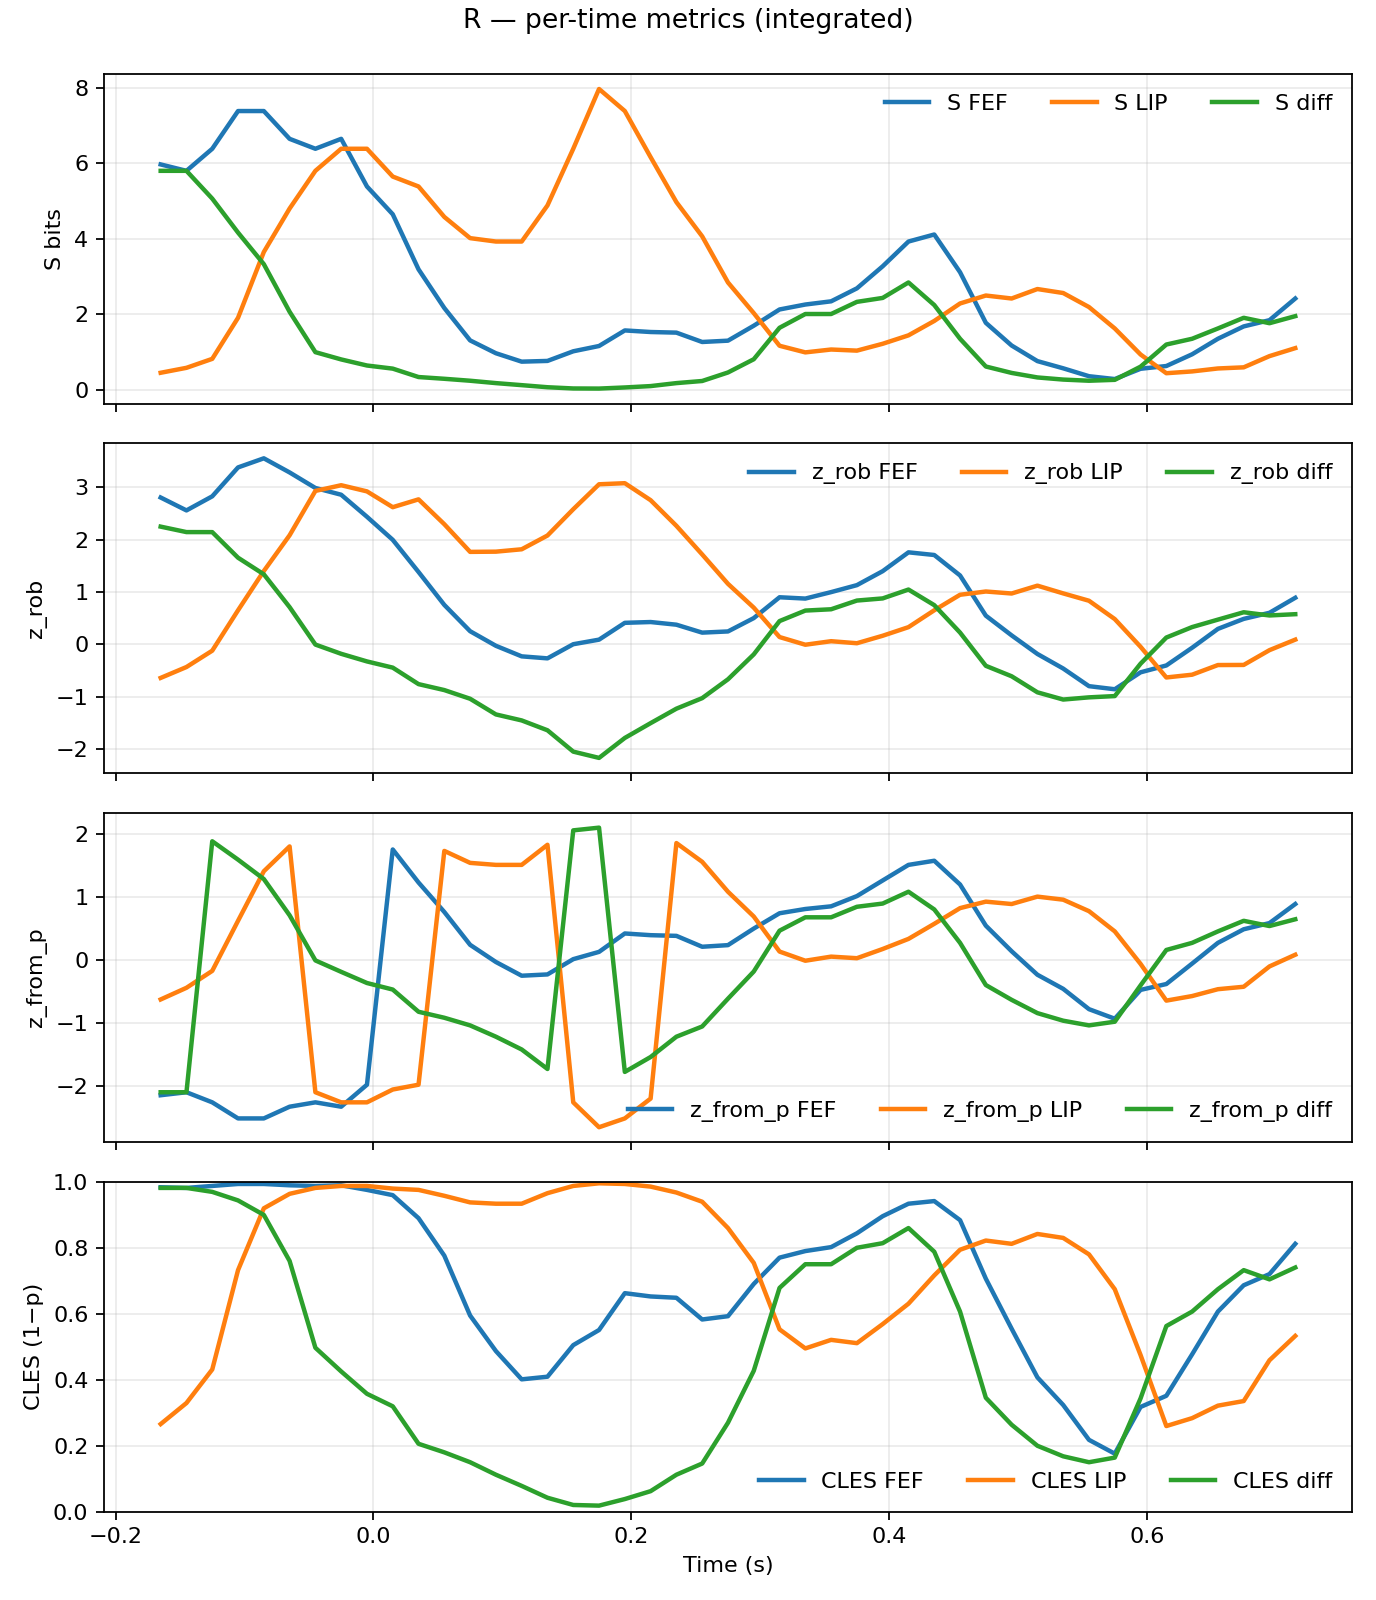 R — per-time metrics (integrated)
S FEF S LIP S diff
8
6
4
2
0
S bits
z_rob FEF z_rob LIP z_rob diff
3
2
1
0
−1
−2
z_rob
2
1
0
−1
−2
z_from_p
z_from_p FEF z_from_p LIP z_from_p diff
1.0
0.8
0.6
0.4
0.2
0.0
CLES (1−p)
CLES FEF CLES LIP CLES diff
−0.2 0.0 0.2 0.4 0.6
Time (s)